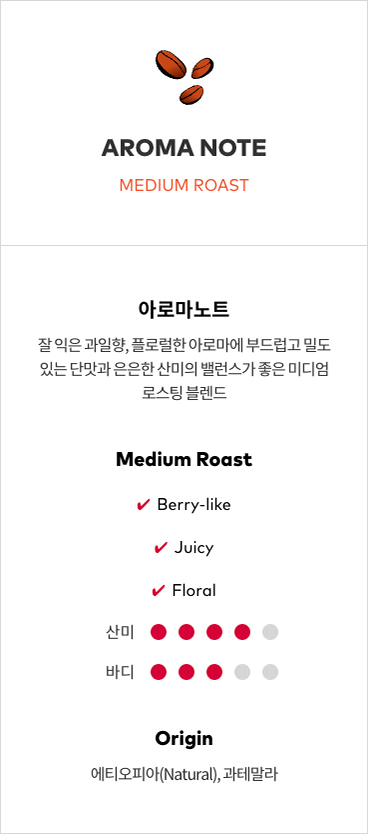 AROMA NOTE
MEDIUM ROAST
아로마노트
잘 익은 과일향, 플로럴한 아로마에 부드럽고 밀도
있는 단맛과 은은한 산미의 밸런스가 좋은 미디엄
로스팅 블렌드
Medium Roast
✔ Berry-like
✔ Juicy
✔ Floral
산미
바디
Origin
에티오피아(Natural), 과테말라